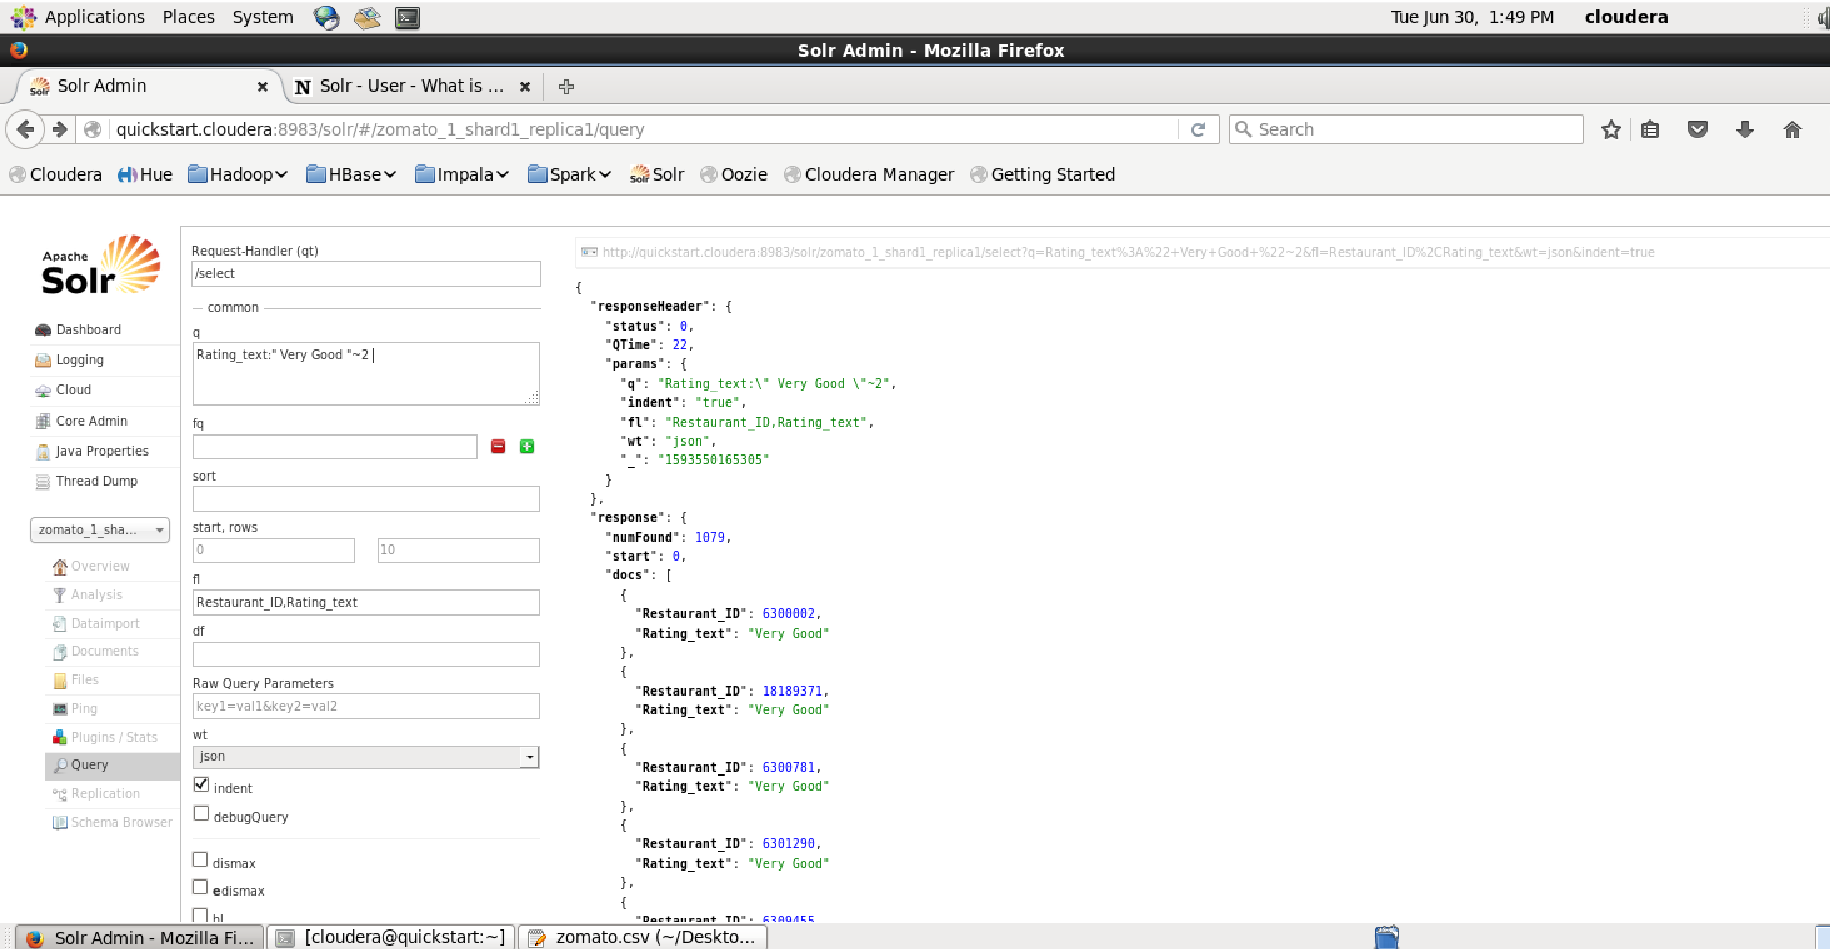 Applications Places System Tue Jun 30, 1:49 PM cloudera
Solr Admin - Mozilla Firefox
Solr Admin Solr - User - What is ...
quickstart.cloudera:8983/solr/#/zomato_1_shard1_replica1/query Search
Cloudera Hue Hadoop HBase Impala Spark Solr Oozie Cloudera Manager Getting Started
Apache
Solr
Dashboard
Logging
Cloud
Core Admin
Java Properties
Thread Dump
zomato_1_sha...
Overview
Analysis
Dataimport
Documents
Files
Ping
Plugins / Stats
Query
Replication
Schema Browser
Request-Handler (qt)
/select
common
q
Rating_text:" Very Good "~2
fq
sort
start, rows
0 10
fl
Restaurant_ID,Rating_text
df
Raw Query Parameters
key1=val1&key2=val2
wt
json
indent
debugQuery
dismax
edismax
hl
http://quickstart.cloudera:8983/solr/zomato_1_shard1_replica1/select?q=Rating_text%3A%22+Very+Good+%22~2&fl=Restaurant_ID%2CRating_text&wt=json&indent=true
{
"responseHeader": {
"status": 0,
"QTime": 22,
"params": {
"q": "Rating_text:\" Very Good \"~2",
"indent": "true",
"fl": "Restaurant_ID,Rating_text",
"wt": "json",
"_": "1593550165305"
}
},
"response": {
"numFound": 1079,
"start": 0,
"docs": [
{
"Restaurant_ID": 6300002,
"Rating_text": "Very Good"
},
{
"Restaurant_ID": 18189371,
"Rating_text": "Very Good"
},
{
"Restaurant_ID": 6300781,
"Rating_text": "Very Good"
},
{
"Restaurant_ID": 6301290,
"Rating_text": "Very Good"
},
{
"Restaurant_ID": 6309455,
Solr Admin - Mozilla Fi... [cloudera@quickstart:~] zomato.csv (~/Deskto...